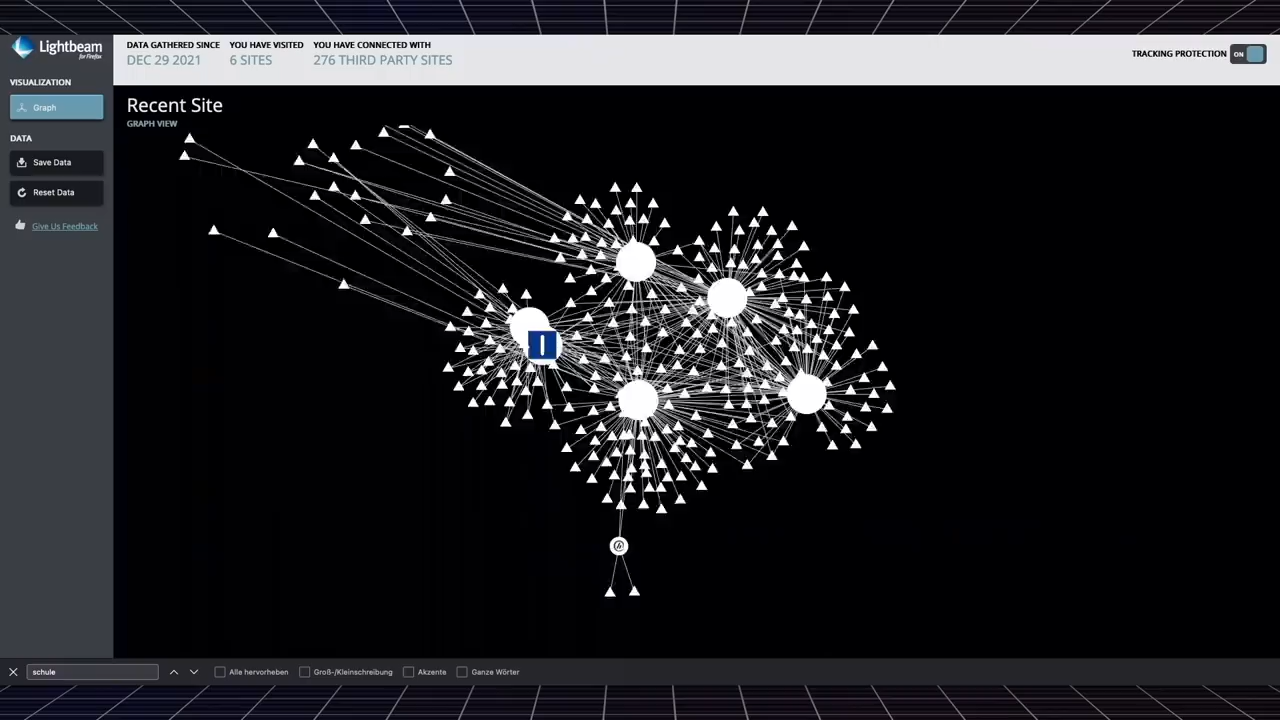 Lightbeam
for Firefox
VISUALIZATION
Graph
DATA
Save Data
Reset Data
Give Us Feedback
DATA GATHERED SINCE
DEC 29 2021
YOU HAVE VISITED
6 SITES
YOU HAVE CONNECTED WITH
276 THIRD PARTY SITES
TRACKING PROTECTION
ON
Recent Site
GRAPH VIEW
schule
Alle hervorheben
Groß-/Kleinschreibung
Akzente
Ganze Wörter